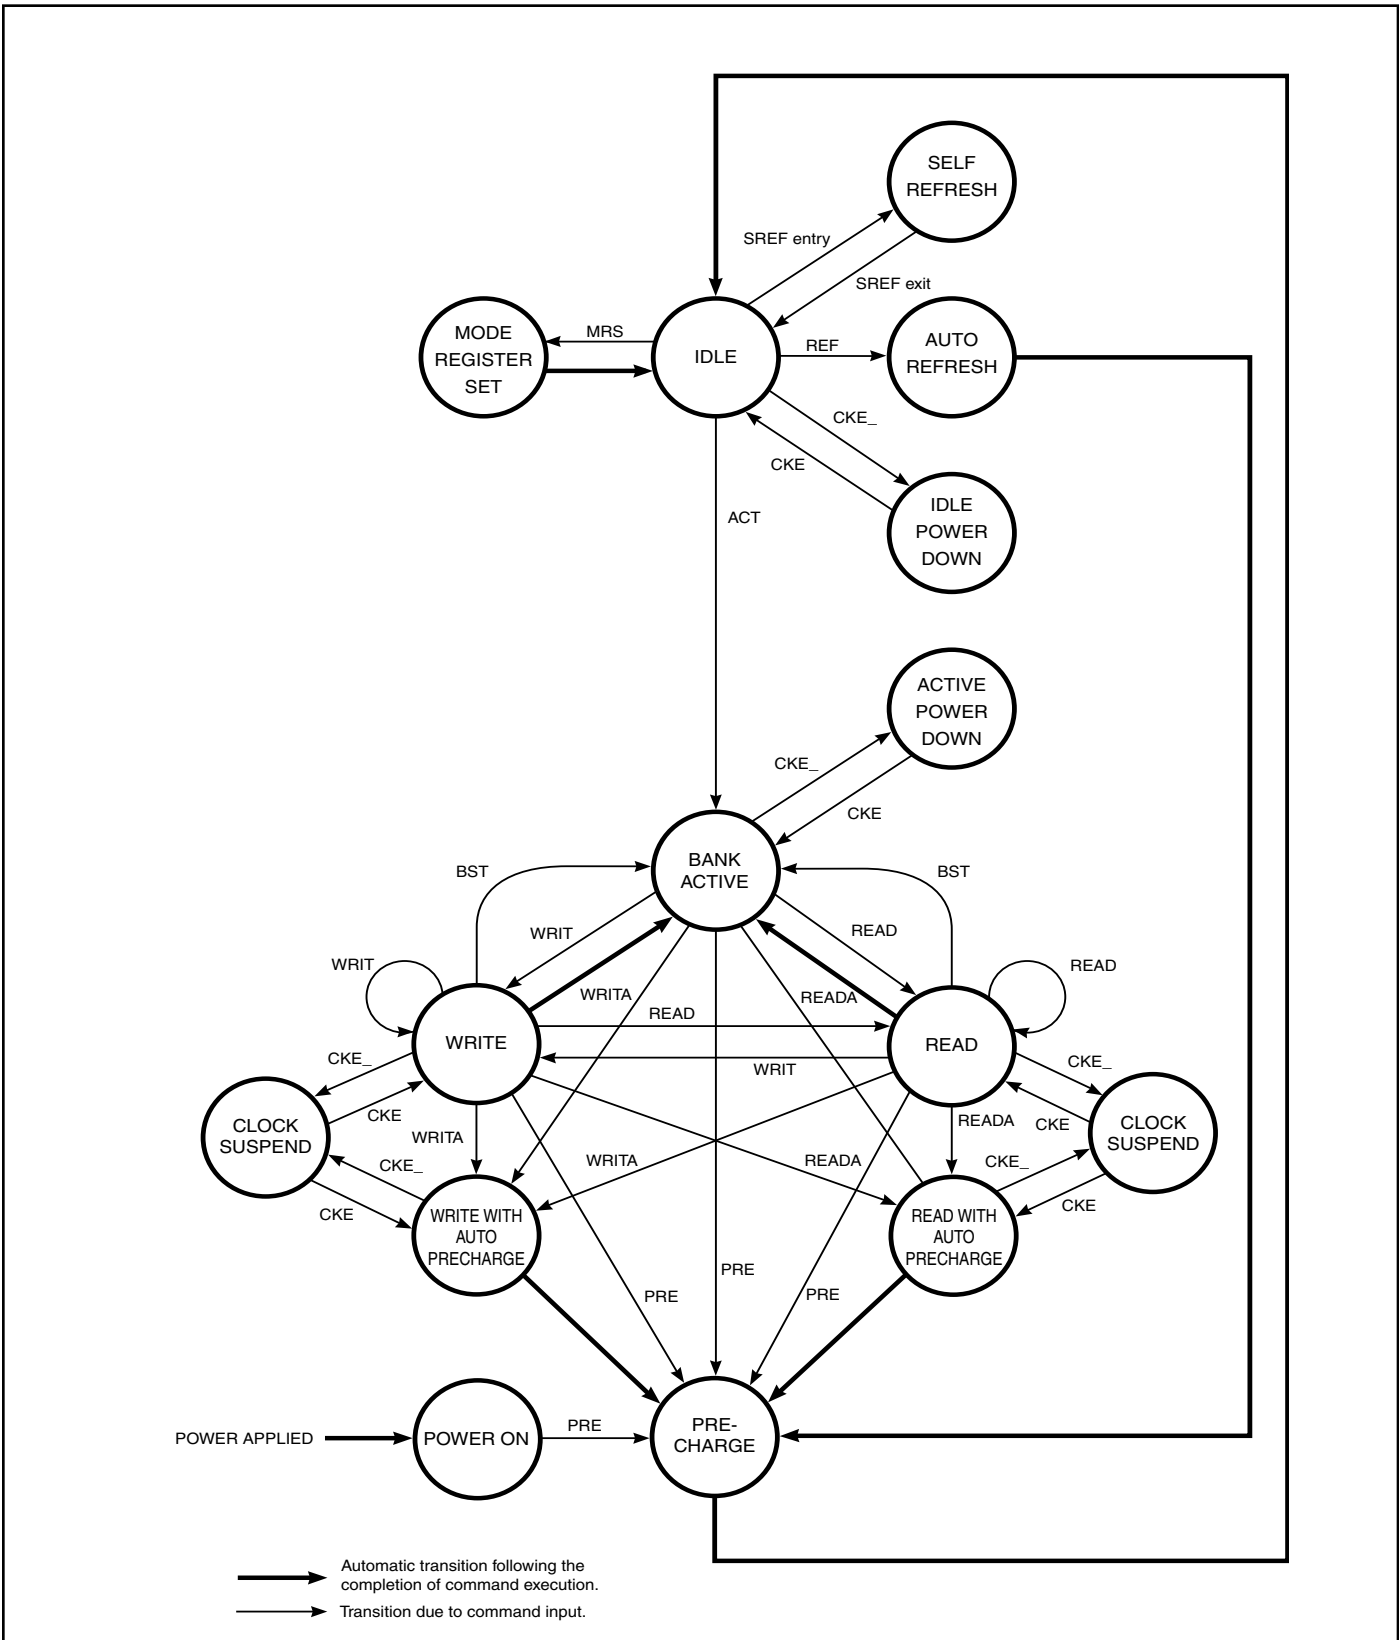 SELF
REFRESH
SREF entry
SREF exit
MODE
REGISTER
SET
MRS
IDLE
REF
AUTO
REFRESH
CKE_
CKE
IDLE
POWER
DOWN
ACT
ACTIVE
POWER
DOWN
CKE_
CKE
BANK
ACTIVE
BST
BST
WRIT
READ
WRIT
READ
WRITA
READA
READ
WRITE
READ
WRIT
CKE_
CKE_
CKE
CKE
CLOCK
SUSPEND
CLOCK
SUSPEND
WRITA
READA
CKE_
WRITA
READA
CKE_
CKE
CKE
WRITE WITH
AUTO
PRECHARGE
READ WITH
AUTO
PRECHARGE
PRE
PRE
PRE
POWER APPLIED
POWER ON
PRE
PRE-
CHARGE
Automatic transition following the
completion of command execution.
Transition due to command input.